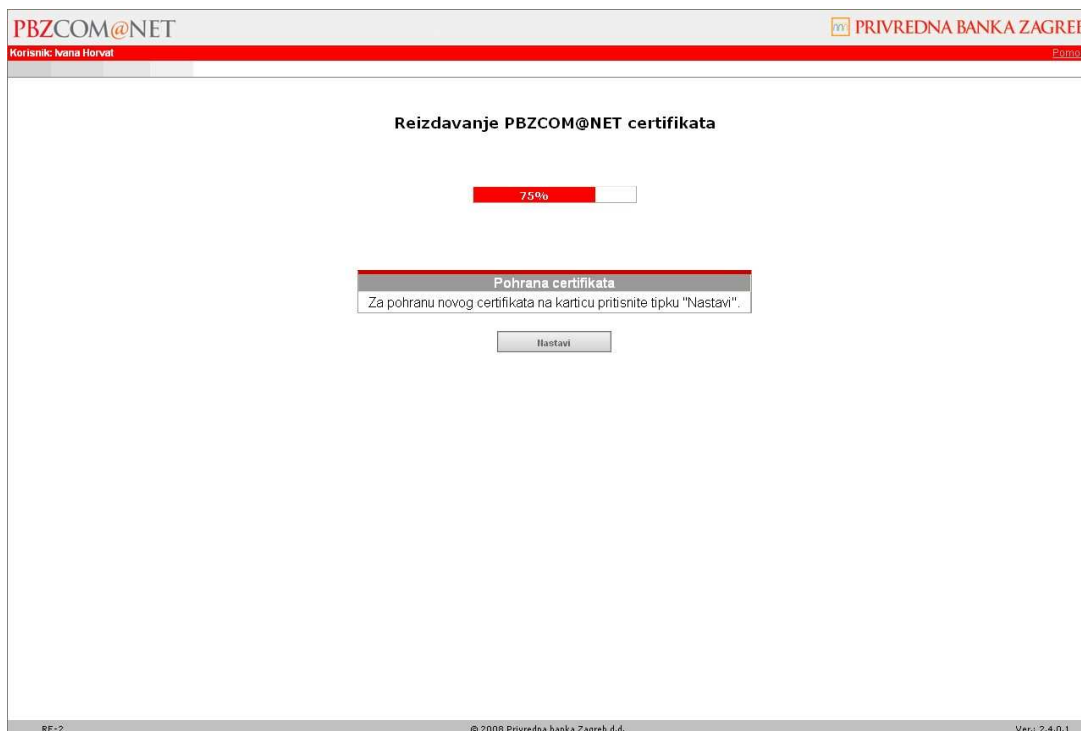 PBZCOM@NET
PRIVREDNA BANKA ZAGREB
Korisnik: Ivana Horvat
Reizdavanje PBZCOM@NET certifikata
75%
Pohrana certifikata
Za pohranu novog certifikata na karticu pritisnite tipku "Nastavi".
Nastavi
RE-2 © 2008 Privredna banka Zagreb d.d. Ver.: 2.4.0.1